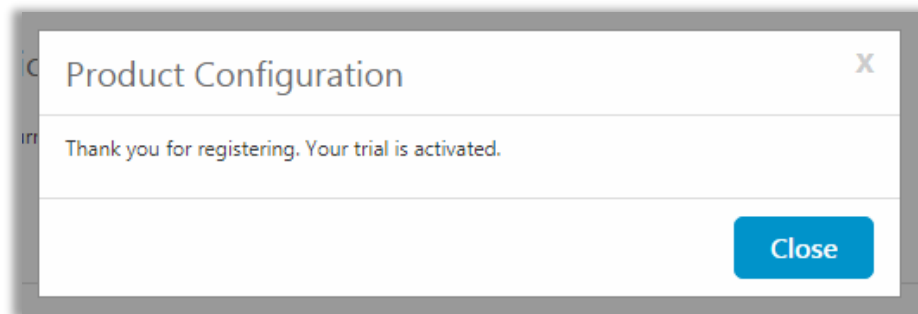 Product Configuration
X
Thank you for registering. Your trial is activated.
Close